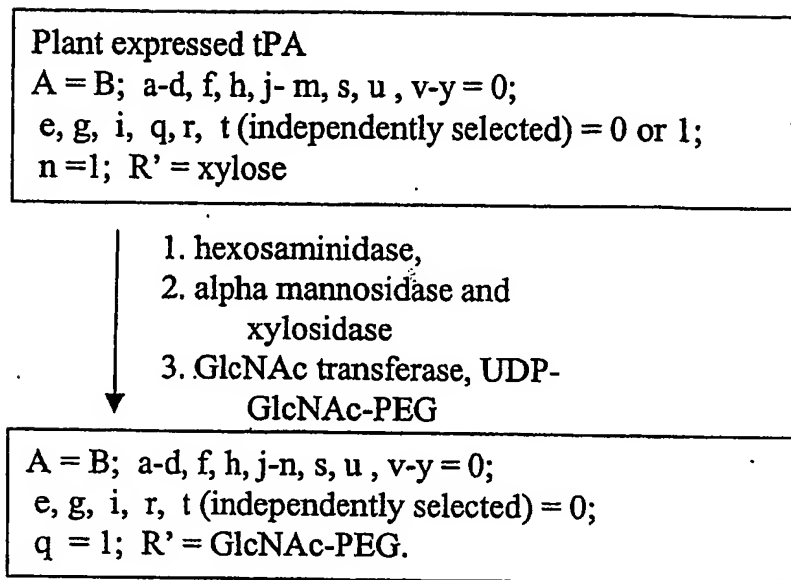 Plant expressed tPA
A = B; a-d, f, h, j- m, s, u , v-y = 0;
e, g, i, q, r, t (independently selected) = 0 or 1;
n =1; R’ = xylose
1. hexosaminidase,
2. alpha mannosidase and
xylosidase
3. GlcNAc transferase, UDP-
GlcNAc-PEG
A = B; a-d, f, h, j-n, s, u , v-y = 0;
e, g, i, r, t (independently selected) = 0;
q = 1; R’ = GlcNAc-PEG.